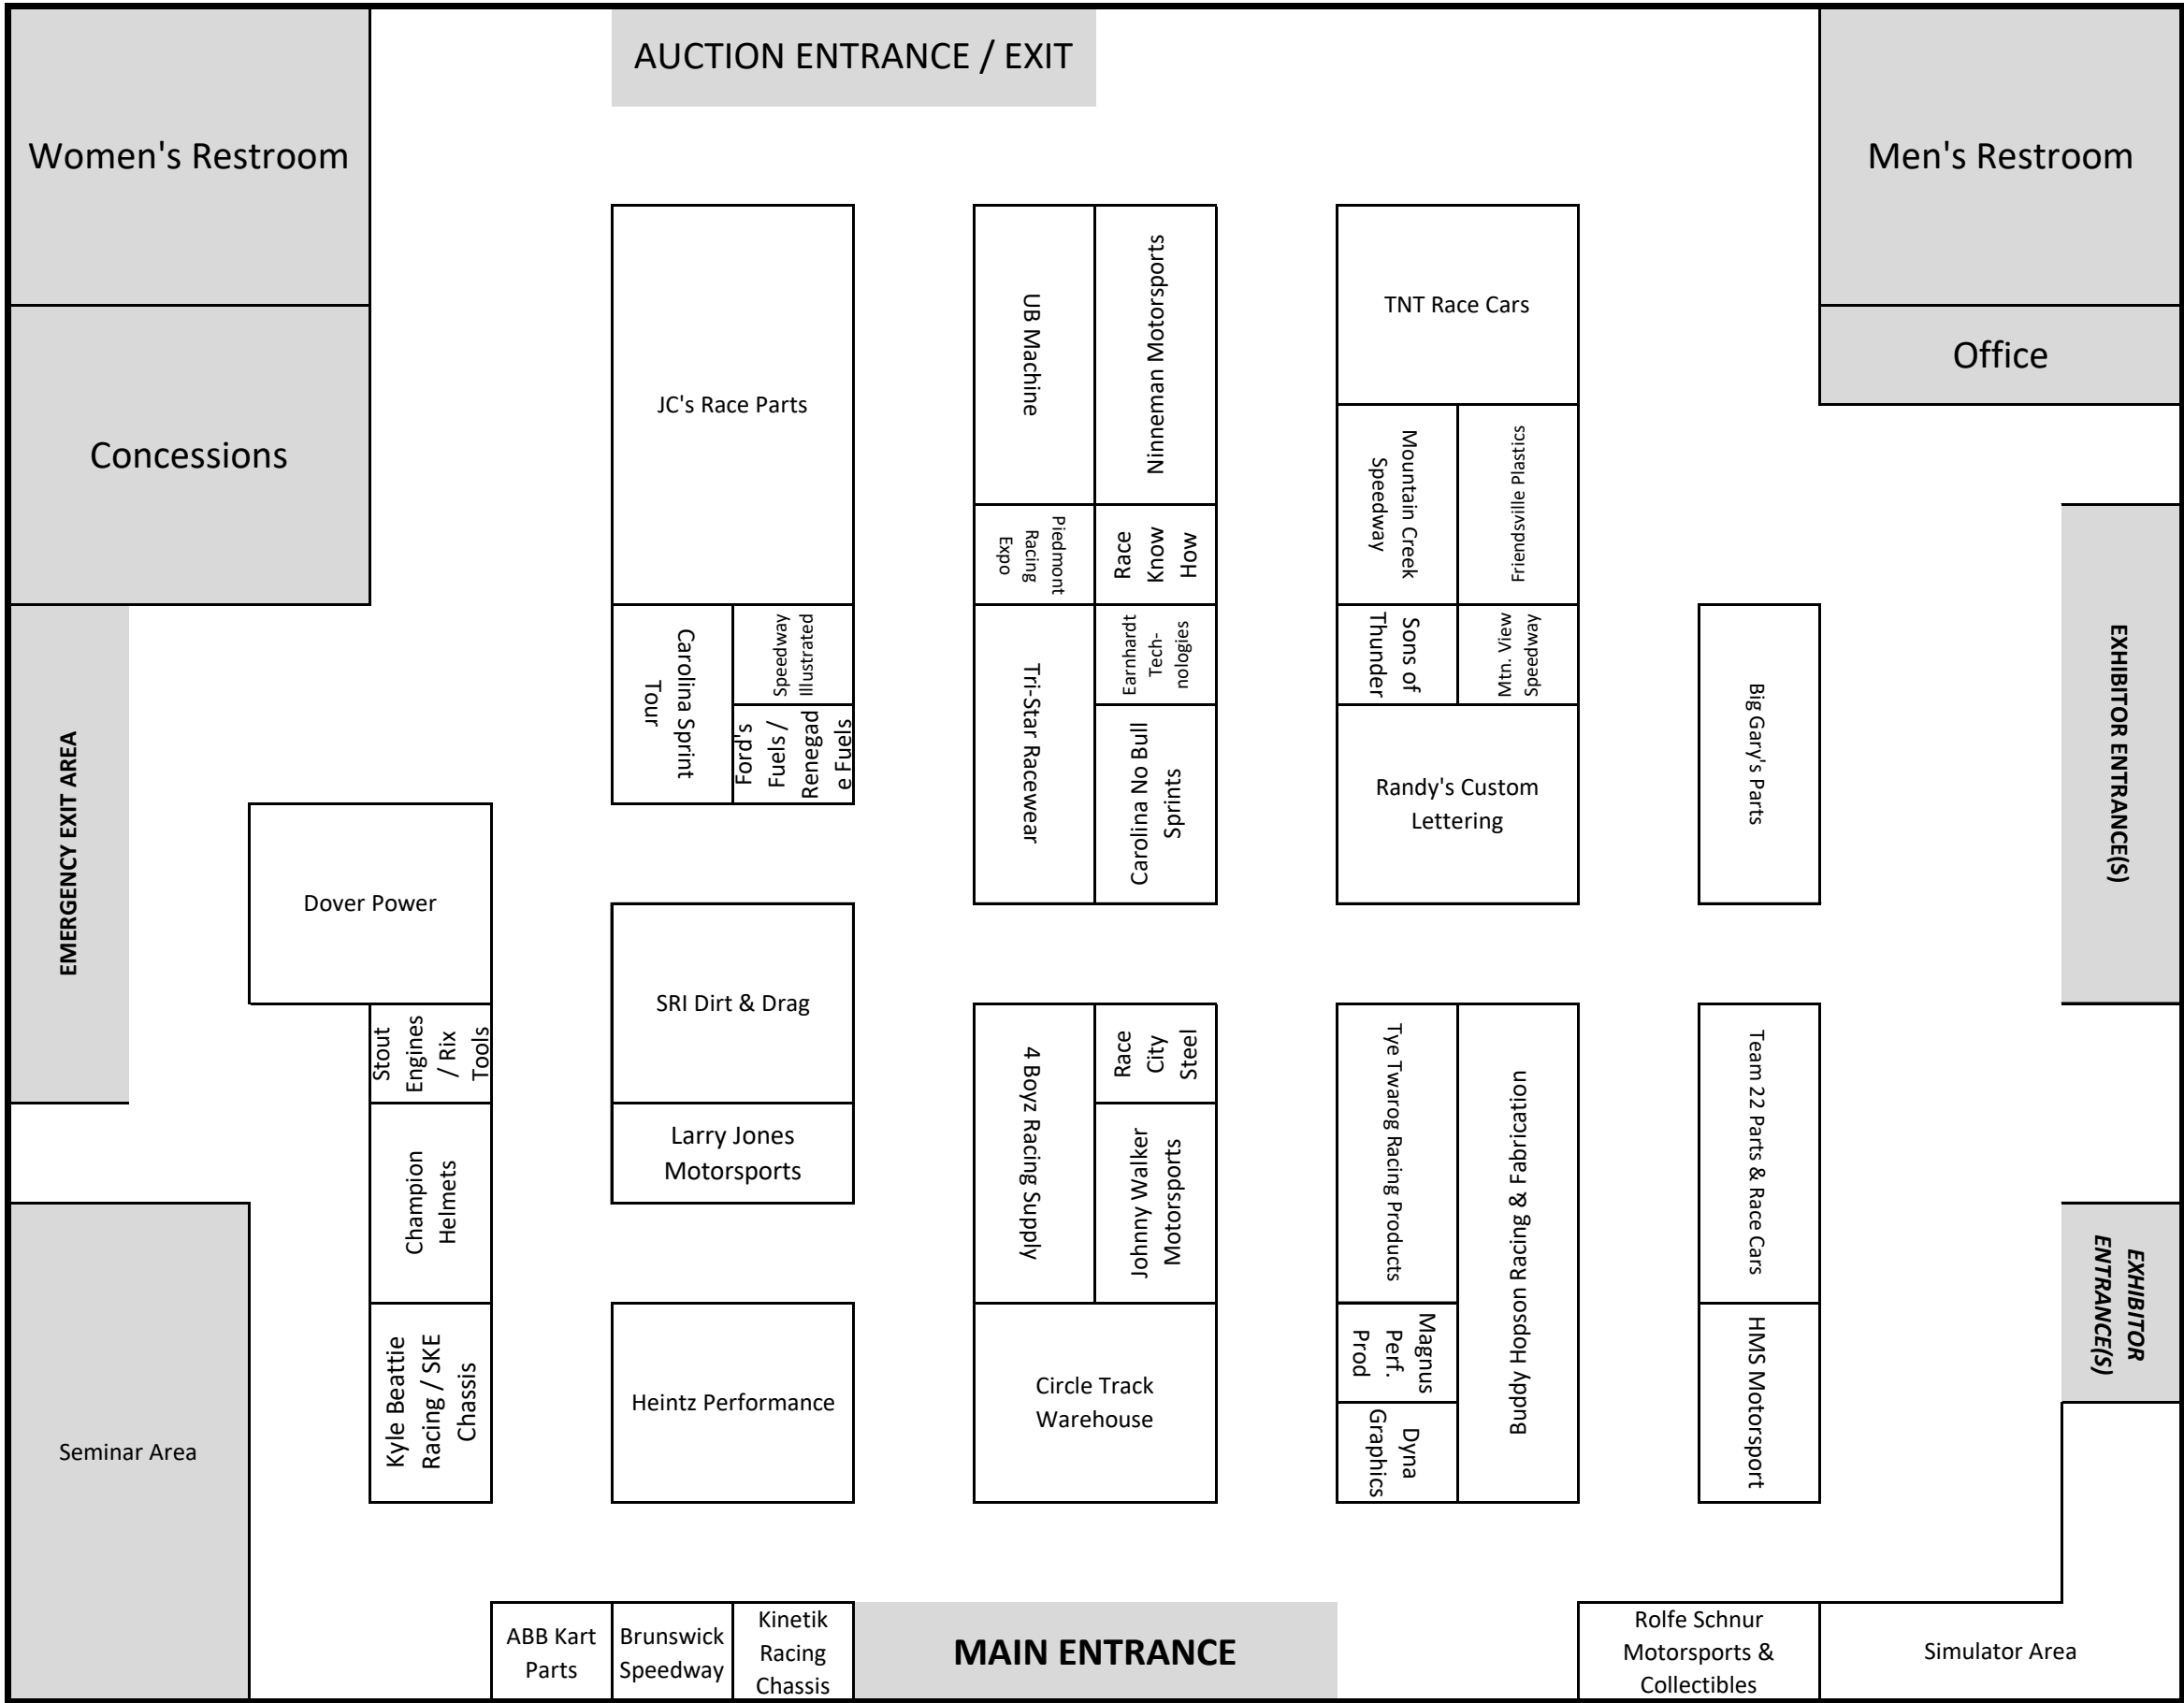 AUCTION ENTRANCE / EXIT
Women's Restroom
Men's Restroom
Concessions
Office
JC's Race Parts
UB Machine
Ninneman Motorsports
TNT Race Cars
Piedmont
Racing
Expo
Race
Know
How
Mountain Creek
Speedway
Friendsville Plastics
Carolina Sprint
Tour
Speedway
Illustrated
Ford's
Fuels /
Renegad
e Fuels
Tri-Star Racewear
Earnhardt
Tech-
nologies
Carolina No Bull
Sprints
Sons of
Thunder
Mtn. View
Speedway
Randy's Custom
Lettering
Big Gary's Parts
EXHIBITOR ENTRANCE(S)
EMERGENCY EXIT AREA
Dover Power
Stout
Engines
/ Rix
Tools
Champion
Helmets
Kyle Beattie
Racing / SKE
Chassis
SRI Dirt & Drag
Larry Jones
Motorsports
Heintz Performance
4 Boyz Racing Supply
Race
City
Steel
Johnny Walker
Motorsports
Circle Track
Warehouse
Tye Twarog Racing Products
Magnus
Perf.
Prod
Dyna
Graphics
Buddy Hopson Racing & Fabrication
Team 22 Parts & Race Cars
HMS Motorsport
EXHIBITOR
ENTRANCE(S)
Seminar Area
ABB Kart
Parts
Brunswick
Speedway
Kinetik
Racing
Chassis
MAIN ENTRANCE
Rolfe Schnur
Motorsports &
Collectibles
Simulator Area